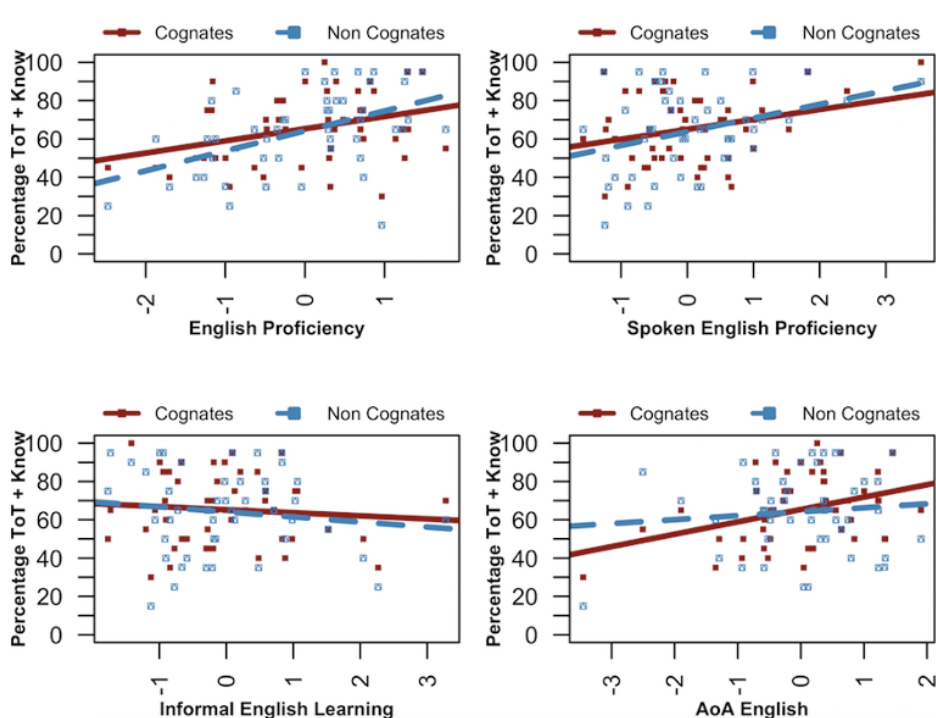 Cognates Non Cognates
Percentage ToT + Know
100
80
60
40
20
0
-2 -1 0 1
English Proficiency
Cognates Non Cognates
Percentage ToT + Know
100
80
60
40
20
0
-1 0 1 2 3
Spoken English Proficiency
Cognates Non Cognates
Percentage ToT + Know
100
80
60
40
20
0
-1 0 1 2 3
Informal English Learning
Cognates Non Cognates
Percentage ToT + Know
100
80
60
40
20
0
-3 -2 -1 0 1 2
AoA English